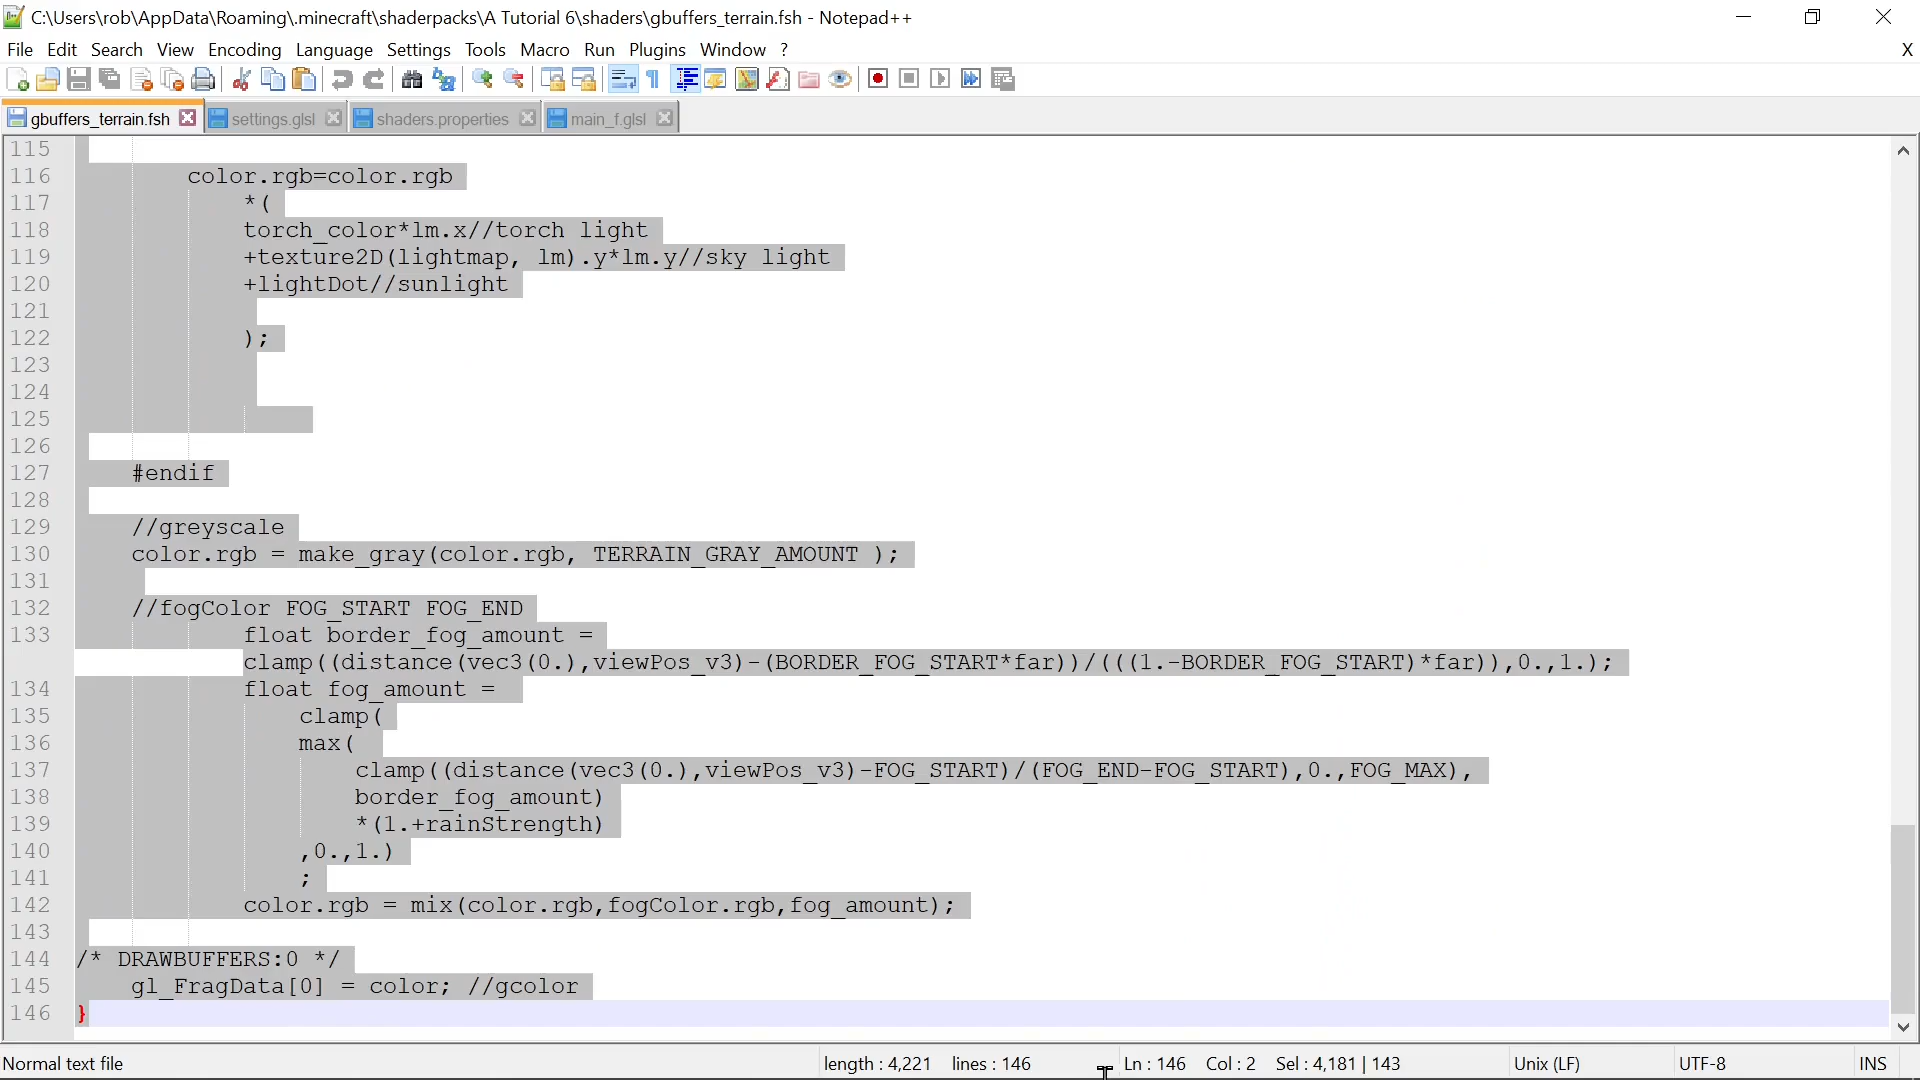 C:\Users\rob\AppData\Roaming\.minecraft\shaderpacks\A Tutorial 6\shaders\gbuffers_terrain.fsh - Notepad++
File Edit Search View Encoding Language Settings Tools Macro Run Plugins Window ? X
gbuffers_terrain.fsh settings.glsl shaders.properties main_f.glsl
115
116 color.rgb=color.rgb
117 *(
118 torch_color*lm.x//torch light
119 +texture2D(lightmap, lm).y*lm.y//sky light
120 +lightDot//sunlight
121
122 );
123
124
125
126
127 #endif
128
129 //greyscale
130 color.rgb = make_gray(color.rgb, TERRAIN_GRAY_AMOUNT );
131
132 //fogColor FOG_START FOG_END
133 float border_fog_amount =
clamp((distance(vec3(0.),viewPos_v3)-(BORDER_FOG_START*far))/(((1.-BORDER_FOG_START)*far)),0.,1.);
134 float fog_amount =
135 clamp(
136 max(
137 clamp((distance(vec3(0.),viewPos_v3)-FOG_START)/(FOG_END-FOG_START),0.,FOG_MAX),
138 border_fog_amount)
139 *(1.+rainStrength)
140 ,0.,1.)
141 ;
142 color.rgb = mix(color.rgb,fogColor.rgb,fog_amount);
143
144 /* DRAWBUFFERS:0 */
145 gl_FragData[0] = color; //gcolor
146 }
Normal text file length : 4,221 lines : 146 Ln : 146 Col : 2 Sel : 4,181 | 143 Unix (LF) UTF-8 INS